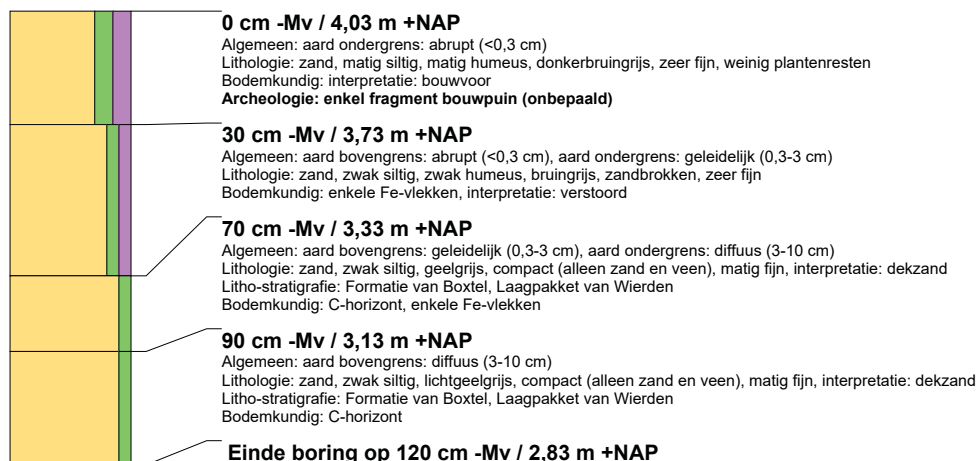 0 cm -Mv / 4,03 m +NAP
Algemeen: aard ondergrens: abrupt (<0,3 cm)
Lithologie: zand, matig siltig, matig humeus, donkerbruingrijs, zeer fijn, weinig plantenresten
Bodemkundig: interpretatie: bouwvoor
Archeologie: enkel fragment bouwpuin (onbepaald)
30 cm -Mv / 3,73 m +NAP
Algemeen: aard bovengrens: abrupt (<0,3 cm), aard ondergrens: geleidelijk (0,3-3 cm)
Lithologie: zand, zwak siltig, zwak humeus, bruingrijs, zandbrokken, zeer fijn
Bodemkundig: enkele Fe-vlekken, interpretatie: verstoord
70 cm -Mv / 3,33 m +NAP
Algemeen: aard bovengrens: geleidelijk (0,3-3 cm), aard ondergrens: diffuus (3-10 cm)
Lithologie: zand, zwak siltig, geelgrijs, compact (alleen zand en veen), matig fijn, interpretatie: dekzand
Litho-stratigrafie: Formatie van Boxtel, Laagpakket van Wierden
Bodemkundig: C-horizont, enkele Fe-vlekken
90 cm -Mv / 3,13 m +NAP
Algemeen: aard bovengrens: diffuus (3-10 cm)
Lithologie: zand, zwak siltig, lichtgeelgrijs, compact (alleen zand en veen), matig fijn, interpretatie: dekzand
Litho-stratigrafie: Formatie van Boxtel, Laagpakket van Wierden
Bodemkundig: C-horizont
Einde boring op 120 cm -Mv / 2,83 m +NAP